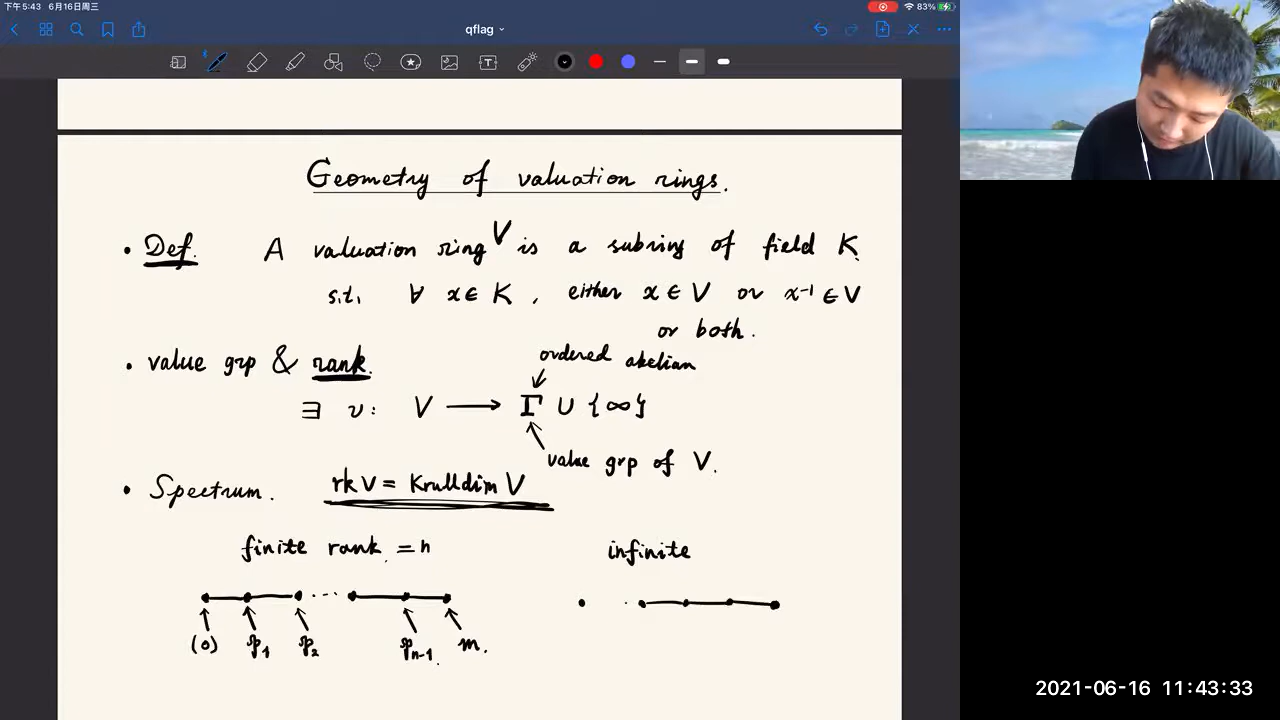 下午5:43 6月16日周三
83%
qflag
Geometry of valuation rings.
• Def. A valuation ring V is a subring of field K
s.t. ∀ x ∈ K, either x ∈ V or x⁻¹ ∈ V
or both.
• value grp & rank.
ordered abelian
∃ v: V ⟶ Γ ∪ {∞}
value grp of V.
• Spectrum. rk V = Krulldim V
finite rank = n
infinite
(0) 𝔭₁ 𝔭₂ ... 𝔭ₙ₋₁ m.
2021-06-16 11:43:33